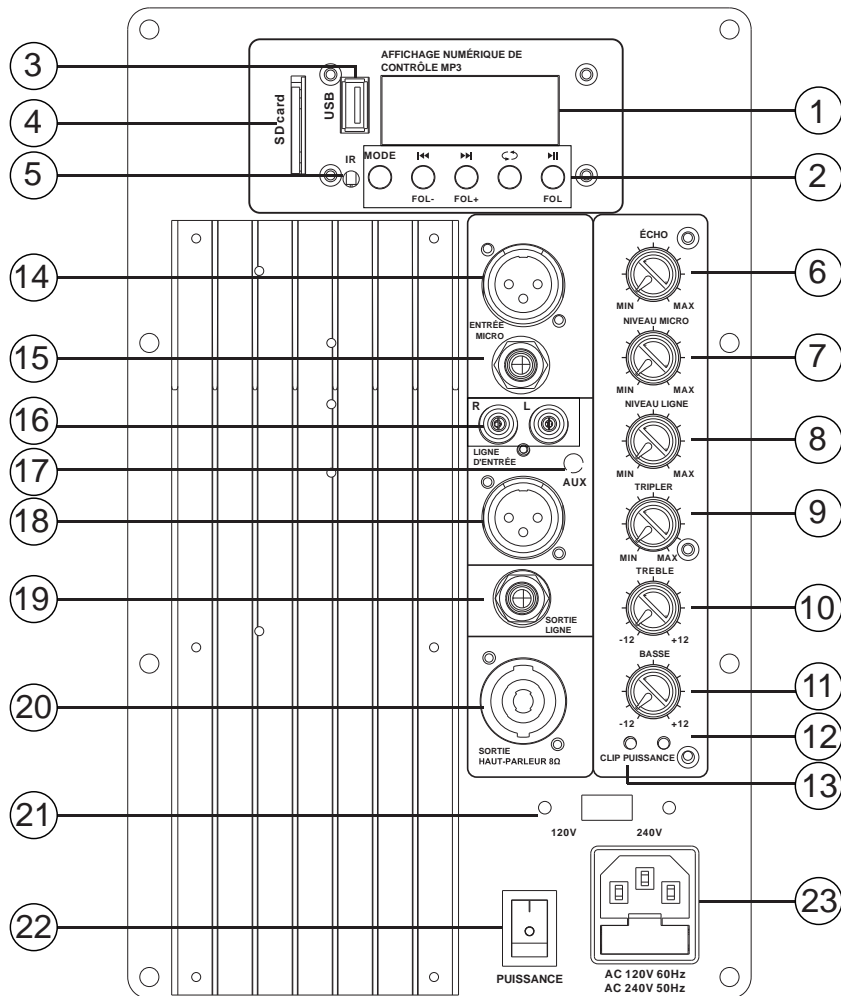 AFFICHAGE NUMÉRIQUE DE
CONTRÔLE MP3
3
4
5
SD card
USB
IR
MODE
FOL-
FOL+
FOL
1
2
14
15
16
17
18
19
20
21
22
ENTRÉE
MICRO
R
L
LIGNE
D'ENTRÉE
AUX
SORTIE
LIGNE
SORTIE
HAUT-PARLEUR 8Ω
ÉCHO
MIN
MAX
NIVEAU MICRO
MIN
MAX
NIVEAU LIGNE
MIN
MAX
TRIPLER
MIN
MAX
TREBLE
-12
+12
BASSE
-12
+12
CLIP PUISSANCE
6
7
8
9
10
11
12
13
120V
240V
PUISSANCE
23
AC 120V 60Hz
AC 240V 50Hz